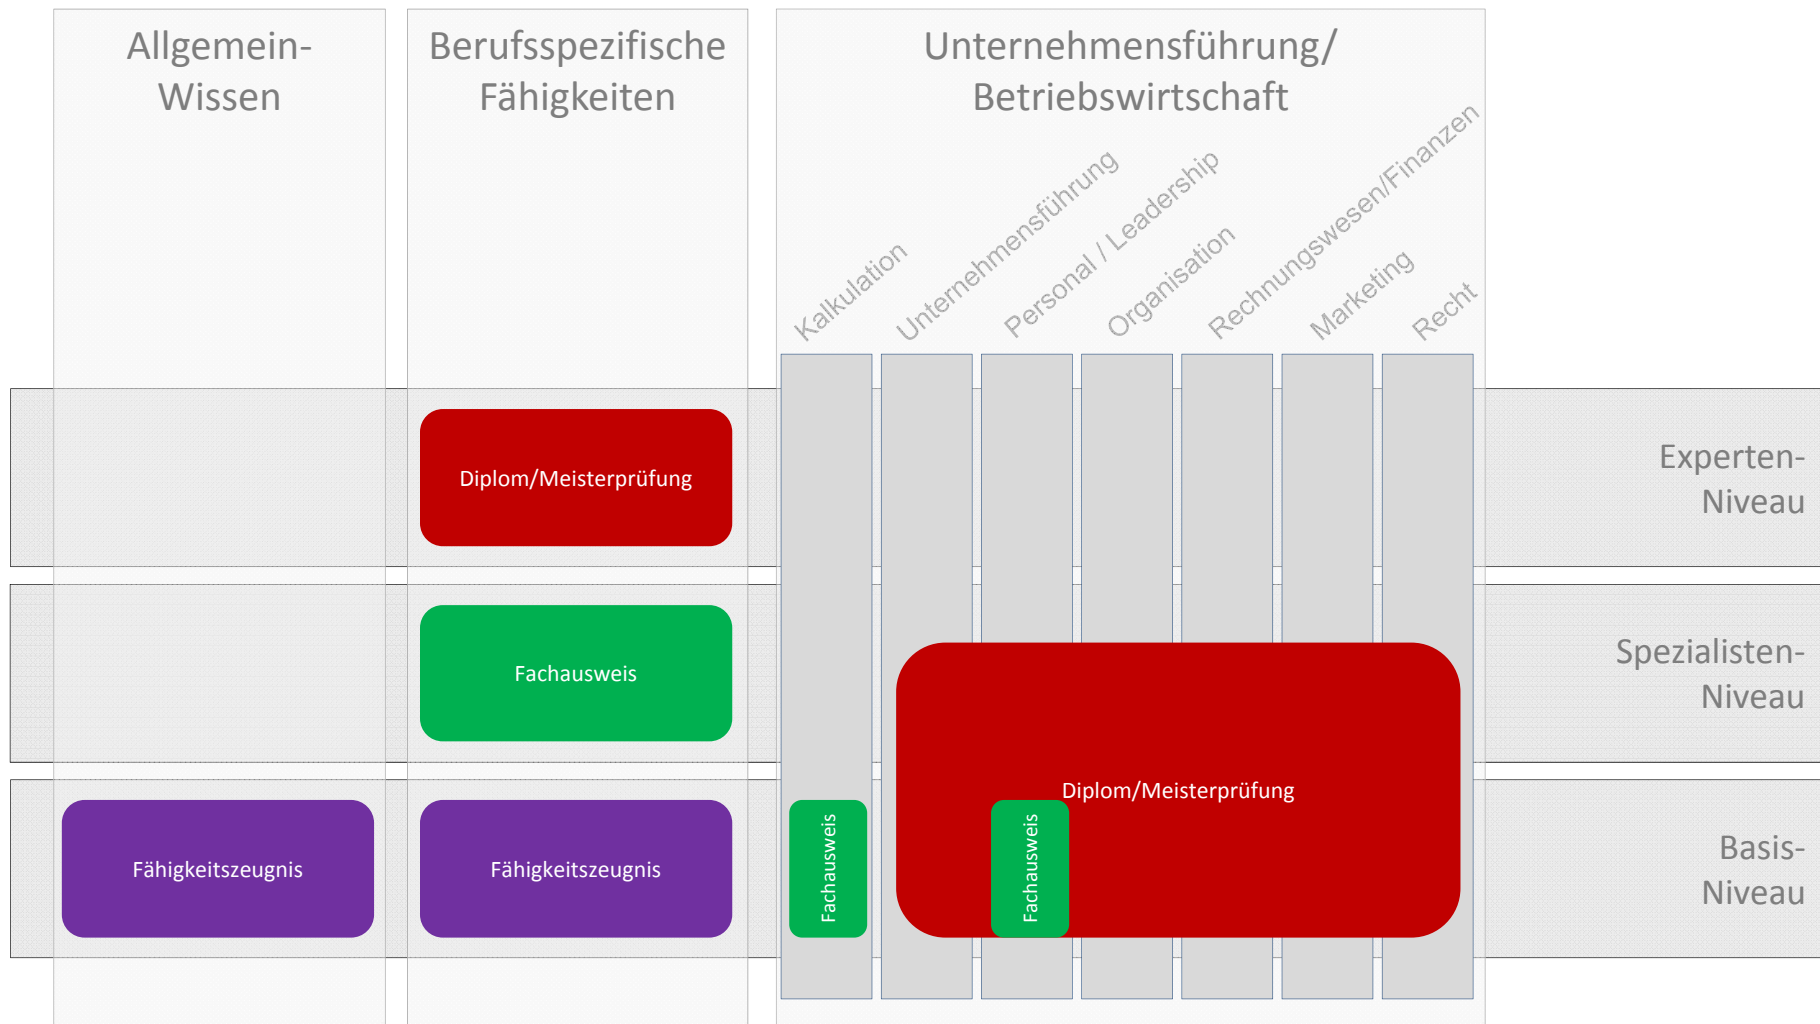 Allgemein-
Wissen
Berufsspezifische
Fähigkeiten
Unternehmensführung/
Betriebswirtschaft
Kalkulation
Unternehmensführung
Personal / Leadership
Organisation
Rechnungswesen/Finanzen
Marketing
Recht
Diplom/Meisterprüfung
Experten-
Niveau
Fachausweis
Spezialisten-
Niveau
Diplom/Meisterprüfung
Fähigkeitszeugnis
Fähigkeitszeugnis
Fachausweis
Fachausweis
Basis-
Niveau